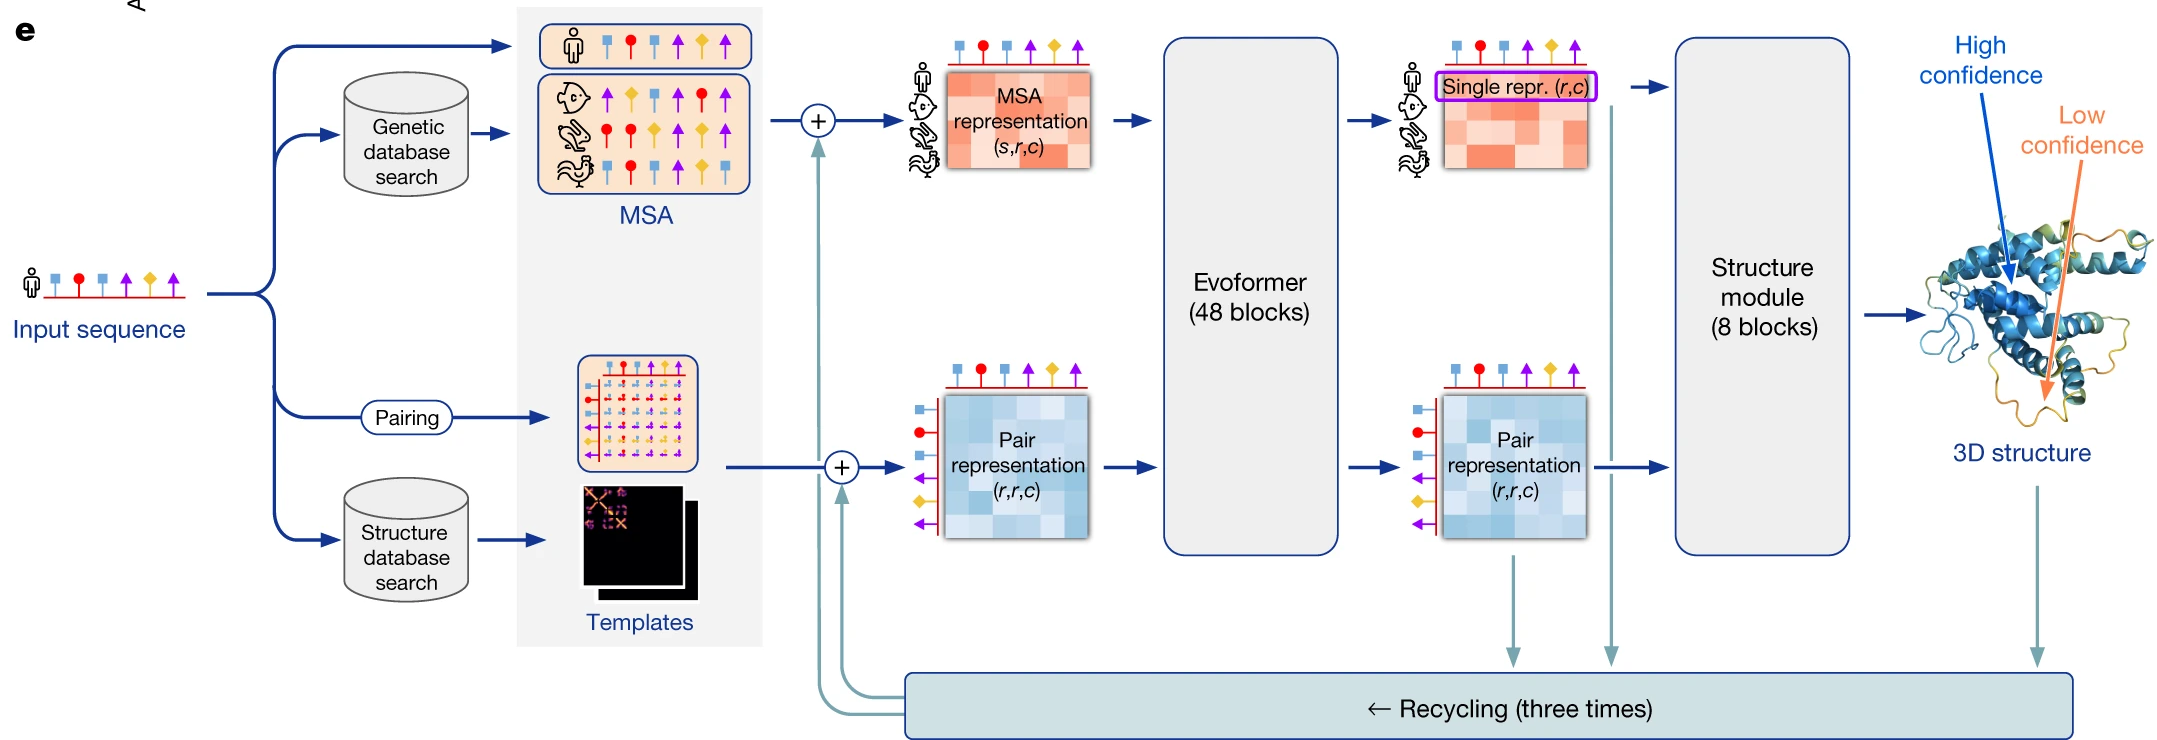 e
A
Input sequence
Genetic
database
search
Pairing
Structure
database
search
MSA
Templates
+
+
MSA
representation
(s,r,c)
Pair
representation
(r,r,c)
Evoformer
(48 blocks)
Single repr. (r,c)
Pair
representation
(r,r,c)
Structure
module
(8 blocks)
High
confidence
Low
confidence
3D structure
← Recycling (three times)